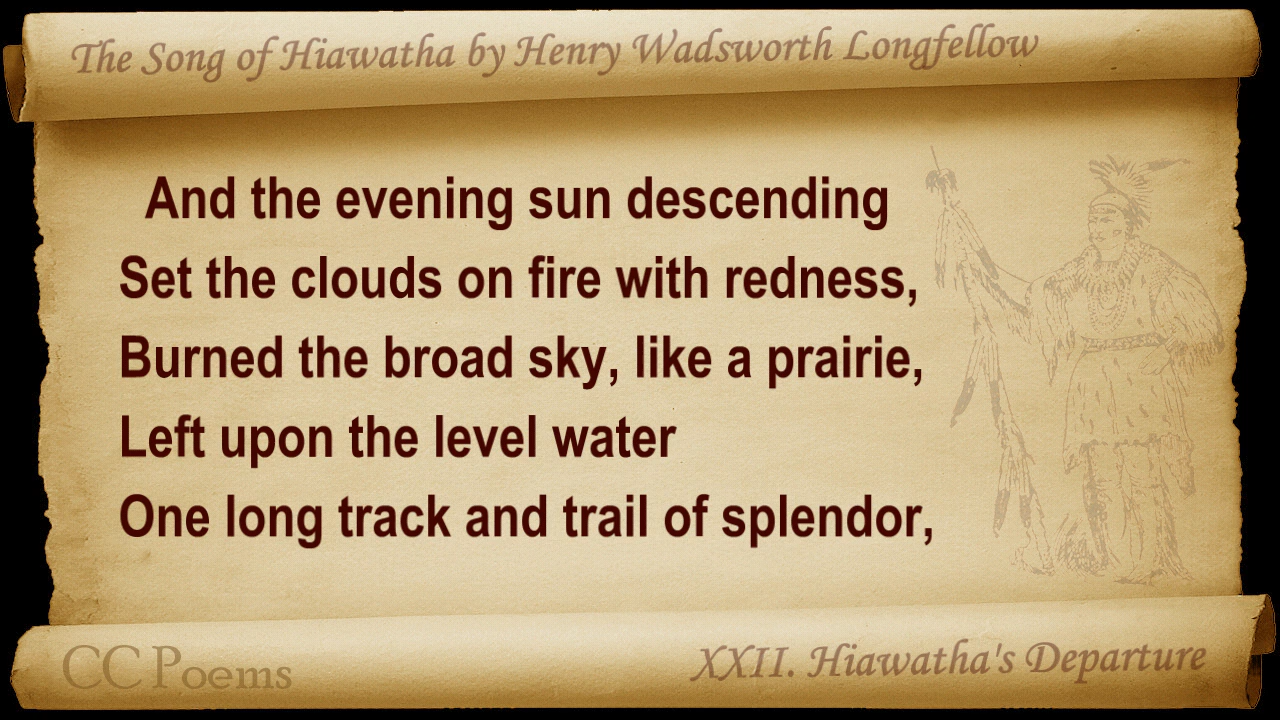 The Song of Hiawatha by Henry Wadsworth Longfellow
And the evening sun descending
Set the clouds on fire with redness,
Burned the broad sky, like a prairie,
Left upon the level water
One long track and trail of splendor,
CC Poems
XXII. Hiawatha's Departure